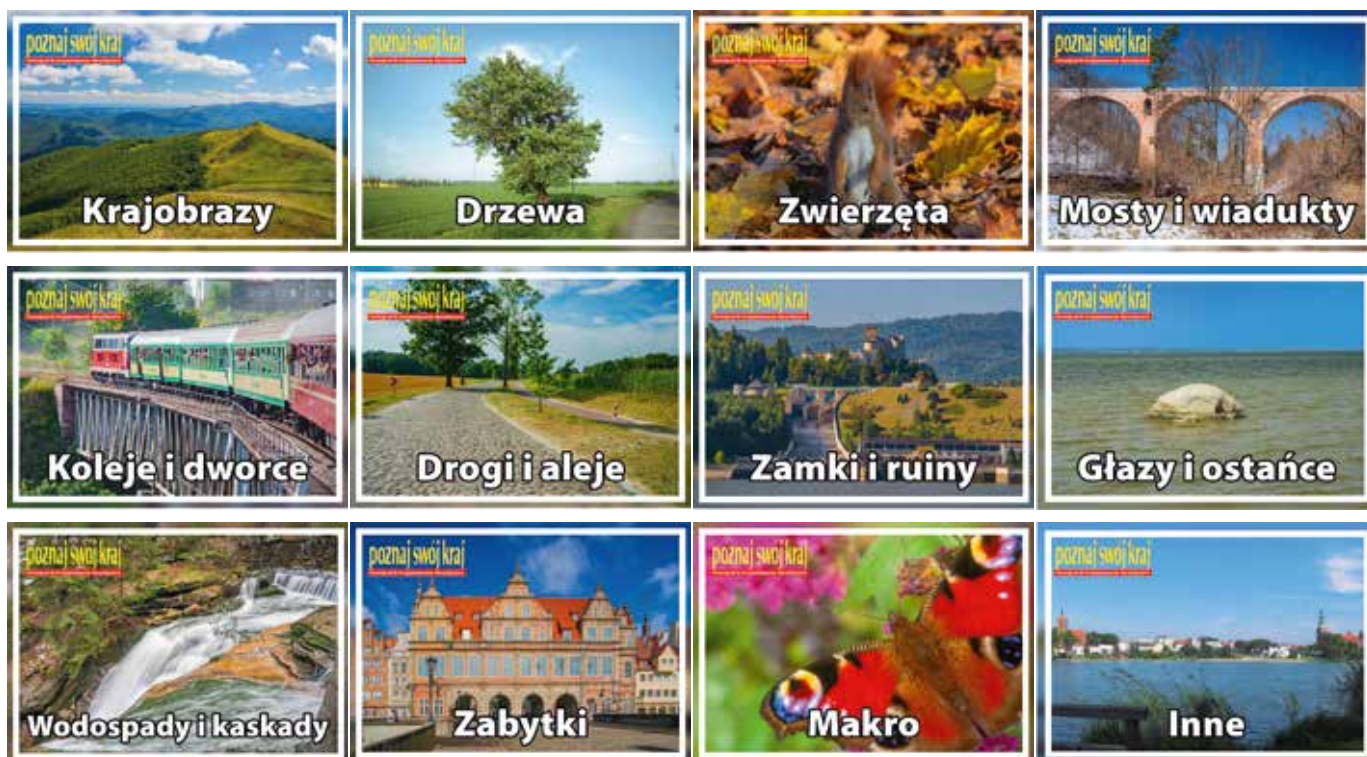 poznaj swój kraj
Krajobrazy
poznaj swój kraj
Drzewa
poznaj swój kraj
Zwierzęta
poznaj swój kraj
Mosty i wiadukty
poznaj swój kraj
Koleje i dworce
poznaj swój kraj
Drogi i aleje
poznaj swój kraj
Zamki i ruiny
poznaj swój kraj
Głazy i ostańce
poznaj swój kraj
Wodospady i kaskady
poznaj swój kraj
Zabytki
poznaj swój kraj
Makro
poznaj swój kraj
Inne